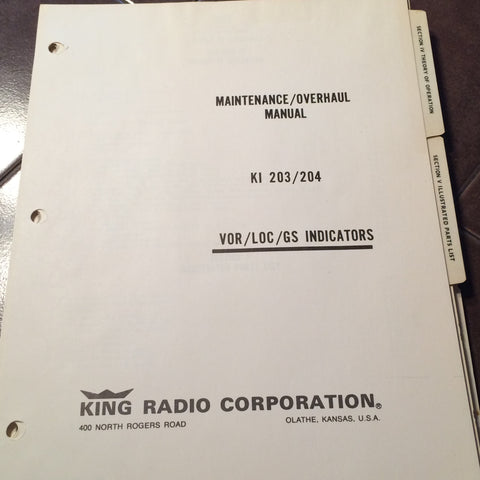 MAINTENANCE/OVERHAUL
MANUAL
KI 203/204
VOR/LOC/GS INDICATORS
KING RADIO CORPORATION®
400 NORTH ROGERS ROAD
OLATHE, KANSAS, U.S.A.
SECTION IV THEORY OF OPERATION
SECTION V ILLUSTRATED PARTS LIST